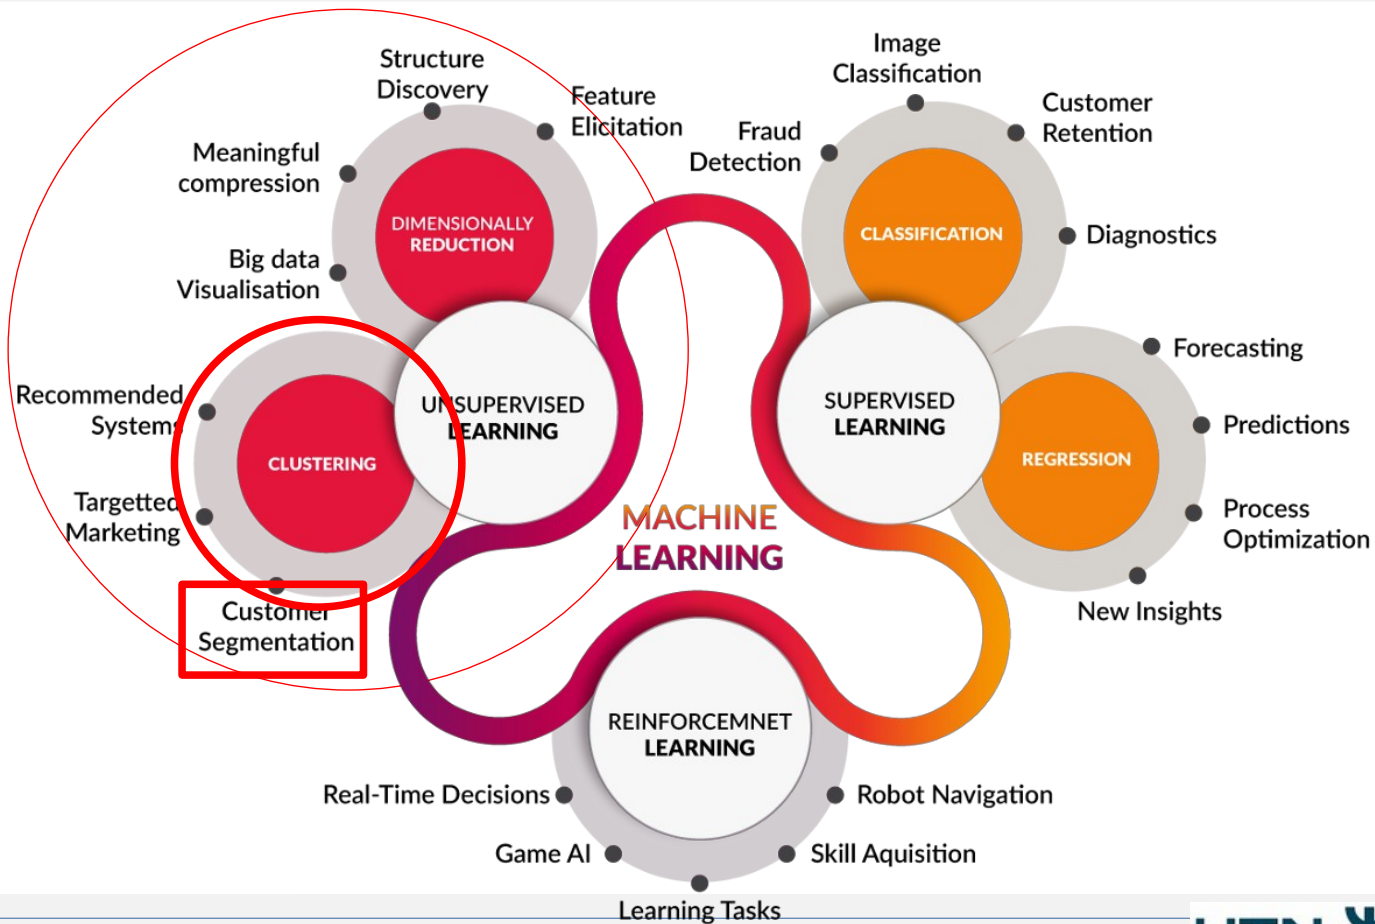 Structure
Discovery
Feature
Elicitation
Meaningful
compression
Big data
Visualisation
DIMENSIONALLY
REDUCTION
Recommended
Systems
Targetted
Marketing
Customer
Segmentation
CLUSTERING
UNSUPERVISED
LEARNING
Image
Classification
Fraud
Detection
Customer
Retention
Diagnostics
CLASSIFICATION
SUPERVISED
LEARNING
Forecasting
Predictions
Process
Optimization
New Insights
REGRESSION
MACHINE
LEARNING
REINFORCEMNET
LEARNING
Real-Time Decisions
Game AI
Learning Tasks
Skill Aquisition
Robot Navigation